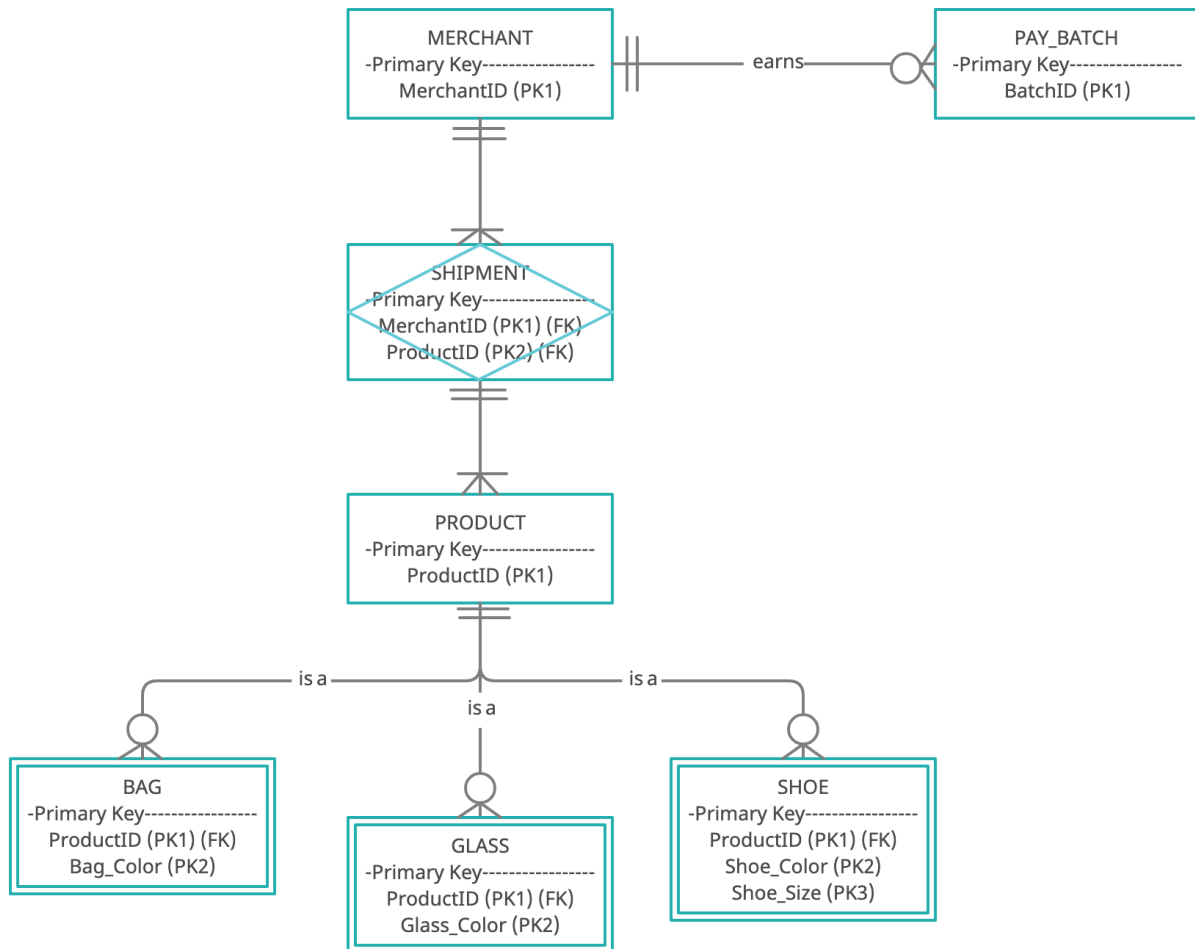 MERCHANT
-Primary Key-----------------
MerchantID (PK1)
earns
PAY_BATCH
-Primary Key-----------------
BatchID (PK1)
SHIPMENT
-Primary Key-----------------
MerchantID (PK1) (FK)
ProductID (PK2) (FK)
PRODUCT
-Primary Key-----------------
ProductID (PK1)
is a
is a
is a
BAG
-Primary Key-----------------
ProductID (PK1) (FK)
Bag_Color (PK2)
GLASS
-Primary Key-----------------
ProductID (PK1) (FK)
Glass_Color (PK2)
SHOE
-Primary Key-----------------
ProductID (PK1) (FK)
Shoe_Color (PK2)
Shoe_Size (PK3)